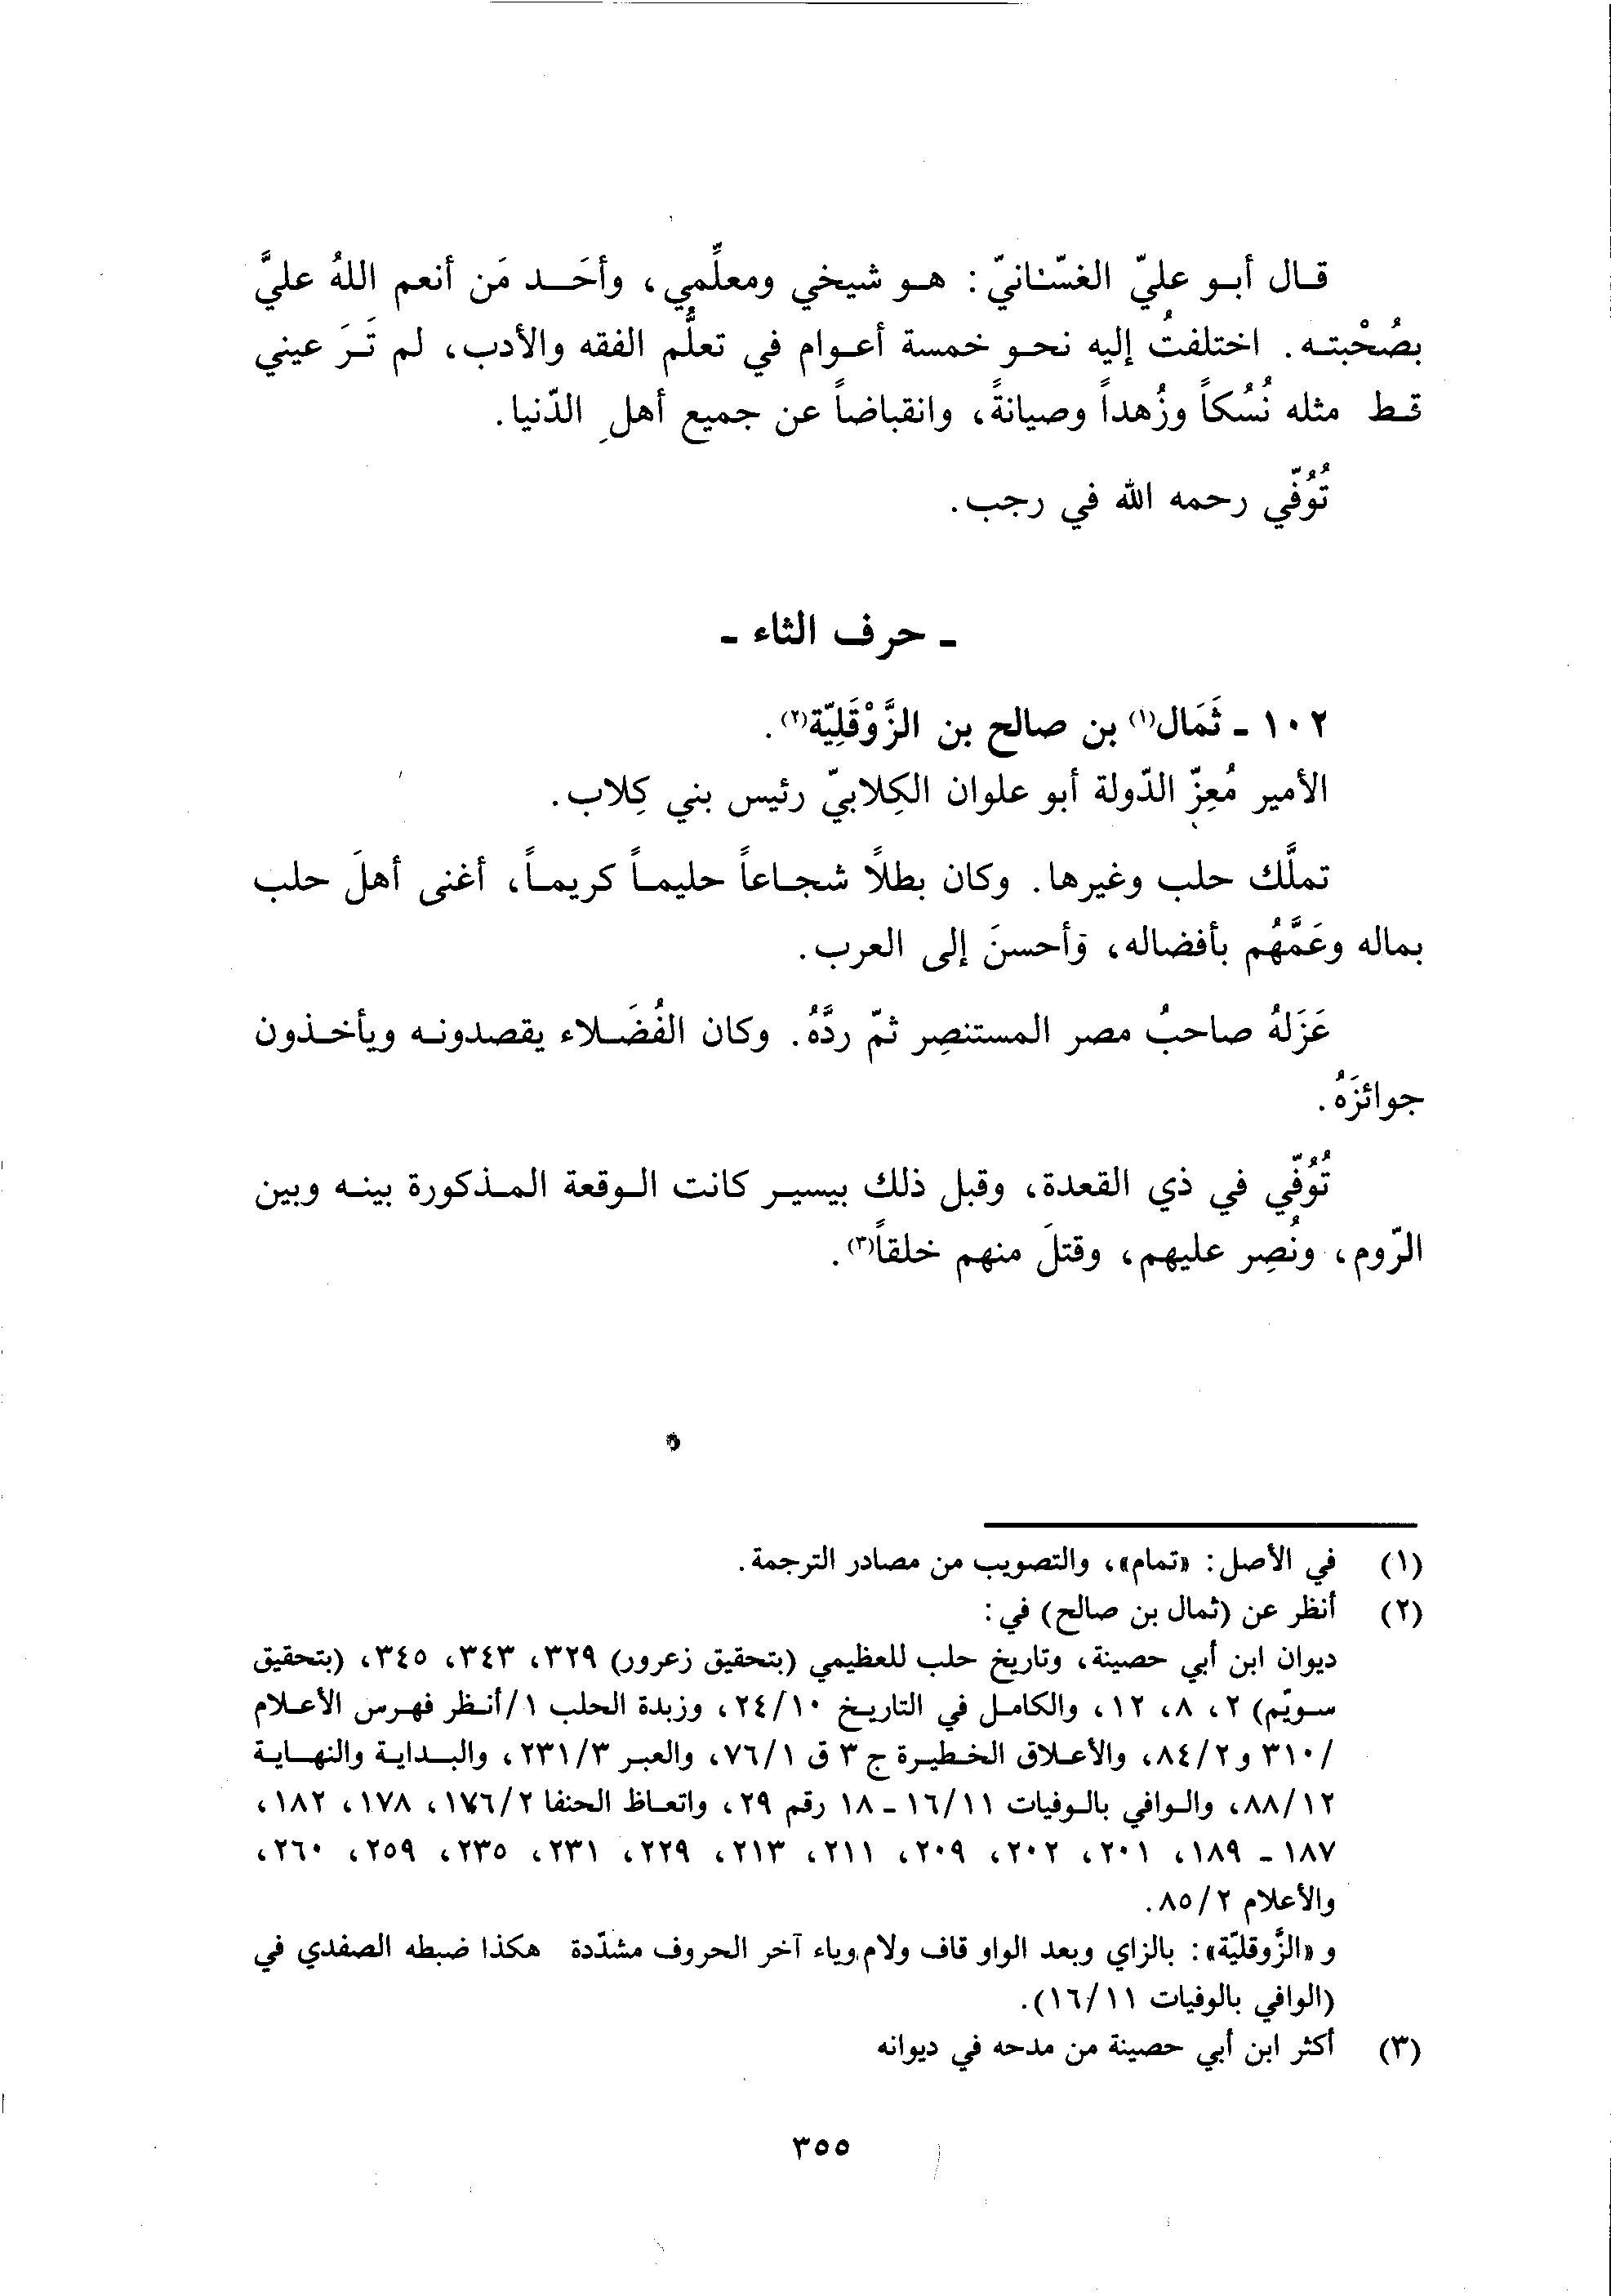 قال أبو عليّ الغسّانيّ: هو شيخي ومعلِّمي، وأحَد مَن أنعم اللهُ عليَّ
بصُحْبته. اختلفتُ إليه نحو خمسة أعوام في تعلُّم الفقه والأدب، لم تَرَ عيني
قط مثله نُسُكاً وزُهداً وصيانةً، وانقباضاً عن جميع أهلِ الدّنيا.
تُوُفّي رحمه الله في رجب.
ـ حرف الثاء ـ
١٠٢ ـ ثَمَال(١) بن صالح بن الزَّوْقَلِيّة(٢).
الأمير مُعِزّ الدّولة أبو علوان الكِلابيّ رئيس بني كِلاب.
تملَّك حلب وغيرها. وكان بطلاً شجاعاً حليماً كريماً، أغنى أهلَ حلب
بماله وعَمَّهُم بأفضاله، وَأحسنَ إلى العرب.
عَزَلهُ صاحبُ مصر المستنصِر ثمّ ردَّهُ. وكان الفُضَلاء يقصدونه ويأخذون
جوائزَهُ.
تُوُفّي في ذي القعدة، وقبل ذلك بيسير كانت الوقعة المذكورة بينه وبين
الرّوم، ونُصِر عليهم، وقتلَ منهم خلقاً(٣).
(١) في الأصل: «تمام»، والتصويب من مصادر الترجمة.
(٢) أنظر عن (ثمال بن صالح) في:
ديوان ابن أبي حصينة، وتاريخ حلب للعظيمي (بتحقيق زعرور) ٣٢٩، ٣٤٣، ٣٤٥، (بتحقيق
سويّم) ٢، ٨، ١٢، والكامل في التاريخ ٢٤/١٠، وزبدة الحلب ١/أنظر فهرس الأعلام
/٣١٠ و٨٤/٢، والأعلاق الخطيرة ج ٣ ق ٧٦/١، والعبر ٢٣١/٣، والبداية والنهاية
٨٨/١٢، والوافي بالوفيات ١٦/١١ ـ ١٨ رقم ٢٩، واتعاظ الحنفا ١٧٦/٢، ١٧٨، ١٨٢،
١٨٧ ـ ١٨٩، ٢٠١، ٢٠٢، ٢٠٩، ٢١١، ٢١٣، ٢٢٩، ٢٣١، ٢٣٥، ٢٥٩، ٢٦٠،
والأعلام ٨٥/٢.
و «الزَّوقليّة»: بالزاي وبعد الواو قاف ولام وياء آخر الحروف مشدّدة هكذا ضبطه الصفدي في
(الوافي بالوفيات ١٦/١١).
(٣) أكثر ابن أبي حصينة من مدحه في ديوانه
٣٥٥